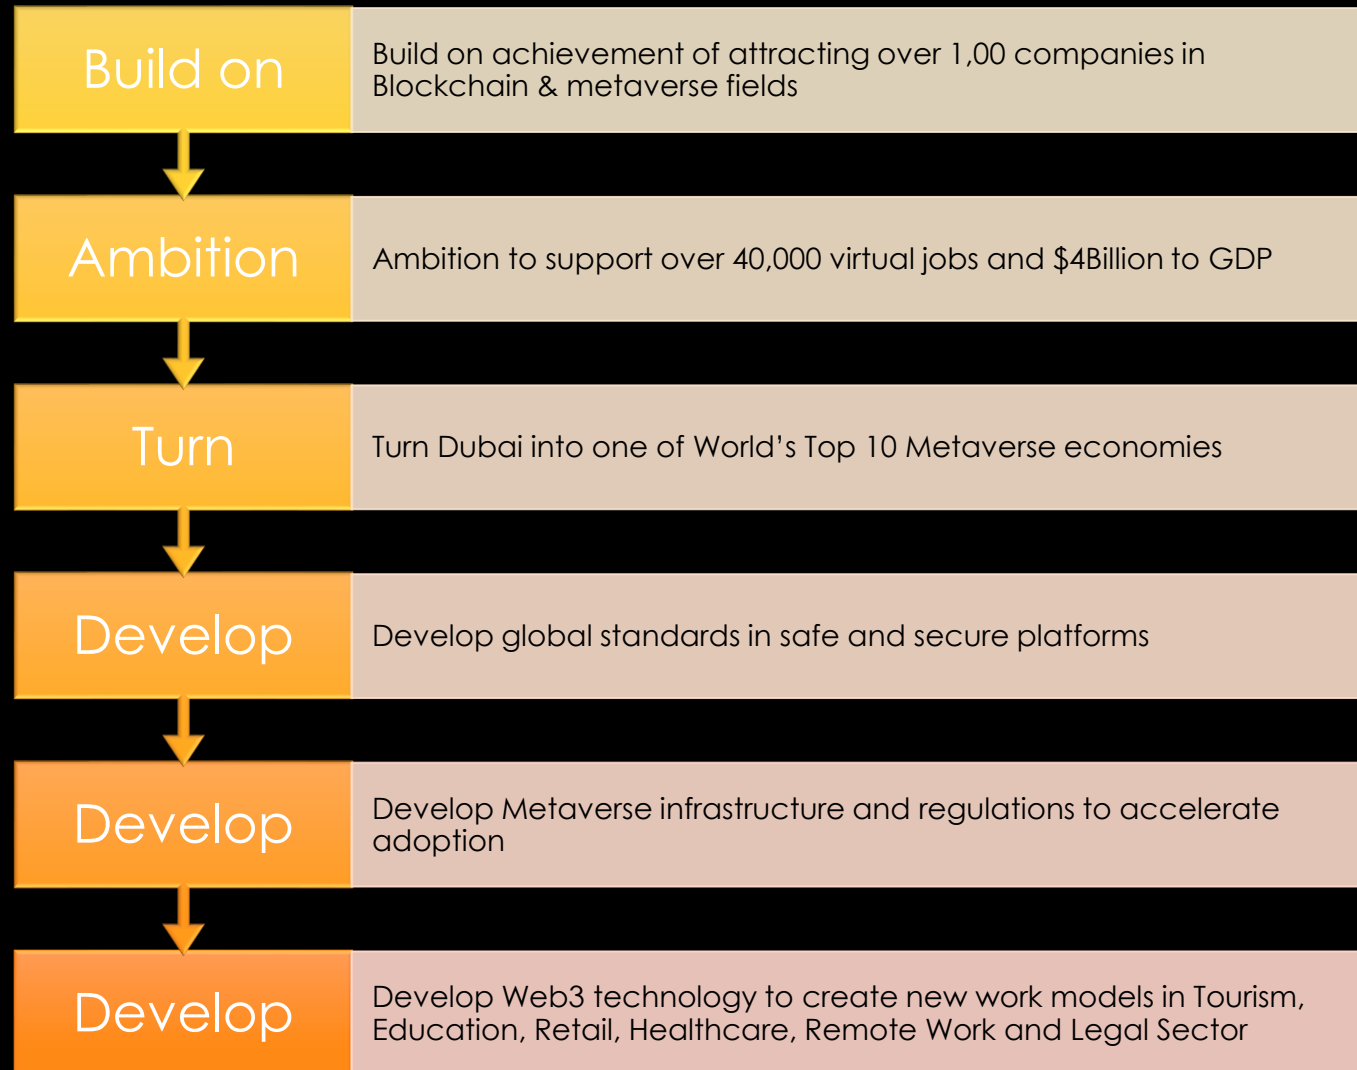 Build on
Build on achievement of attracting over 1,00 companies in
Blockchain & metaverse fields
Ambition
Ambition to support over 40,000 virtual jobs and $4Billion to GDP
Turn
Turn Dubai into one of World’s Top 10 Metaverse economies
Develop
Develop global standards in safe and secure platforms
Develop
Develop Metaverse infrastructure and regulations to accelerate
adoption
Develop
Develop Web3 technology to create new work models in Tourism,
Education, Retail, Healthcare, Remote Work and Legal Sector